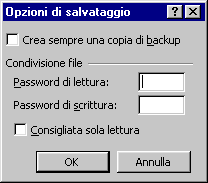 Opzioni di salvataggio
Crea sempre una copia di backup
Condivisione file
Password di lettura:
Password di scrittura:
Consigliata sola lettura
OK
Annulla